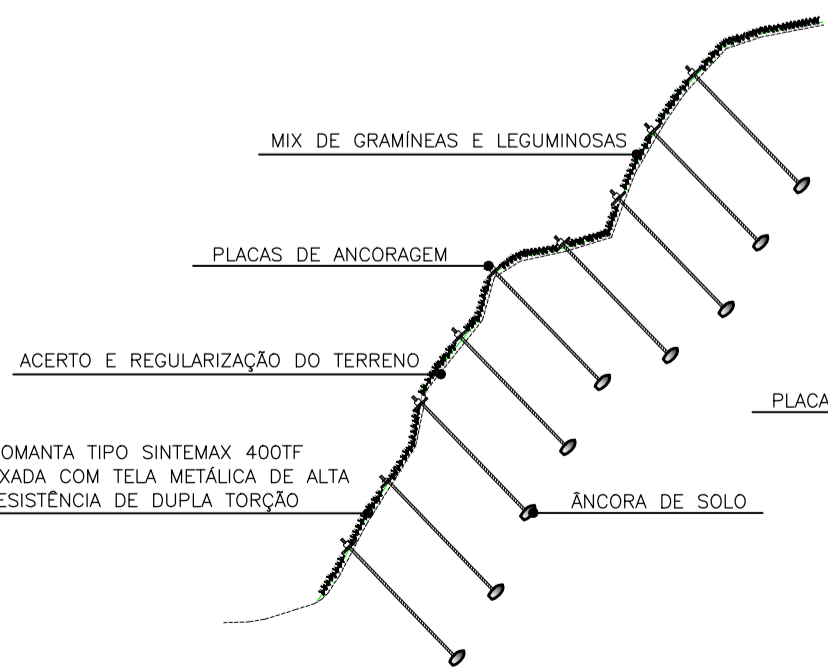 MIX DE GRAMÍNEAS E LEGUMINOSAS
PLACAS DE ANCORAGEM
ACERTO E REGULARIZAÇÃO DO TERRENO
PLACA
OMANTA TIPO SINTEMAX 400TF
XADA COM TELA METÁLICA DE ALTA
ESISTÊNCIA DE DUPLA TORÇÃO
ÂNCORA DE SOLO